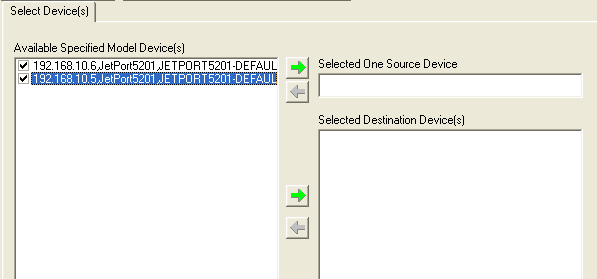 Select Device(s)
Available Specified Model Device(s)
192.168.10.6,JetPort5201,JETPORT5201-DEFAUL
192.168.10.5,JetPort5201,JETPORT5201-DEFAUL
Selected One Source Device
Selected Destination Device(s)